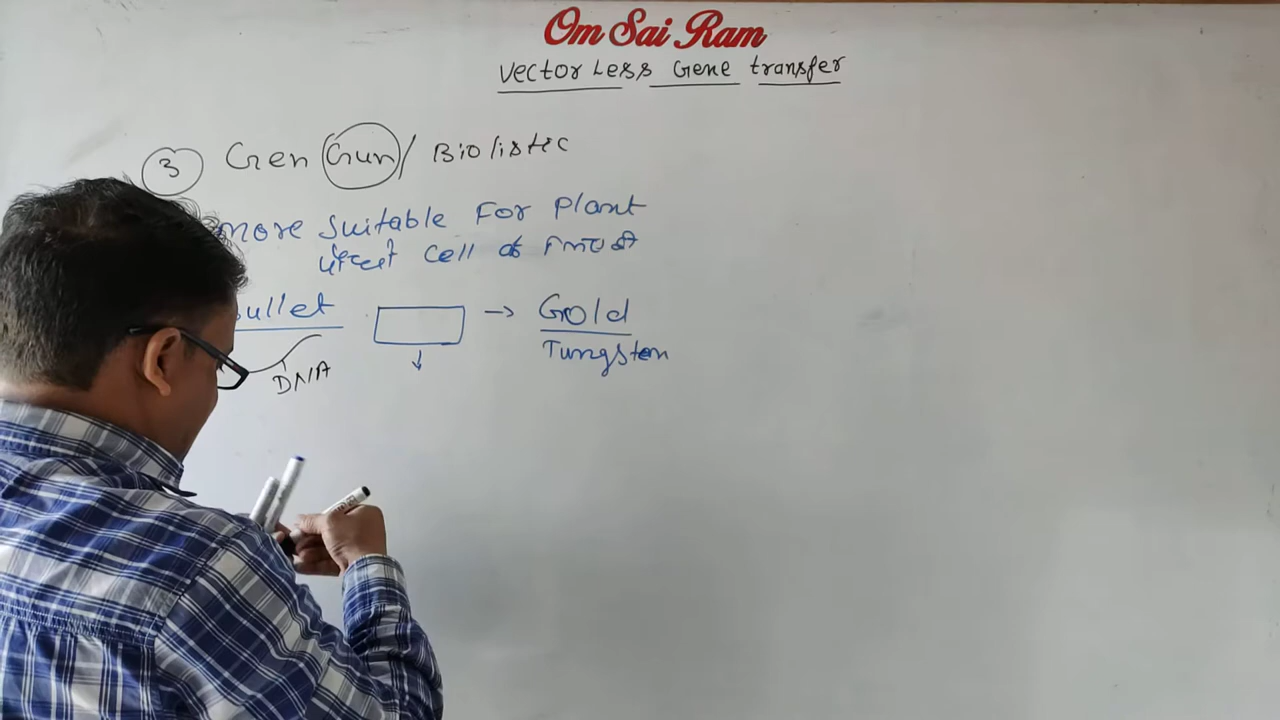 Om Sai Ram
Vector Less Gene transfer
3 Gen Gun/ Biolistic
more Suitable For Plant
cell
Bullet → Gold
Tungsten
DNA